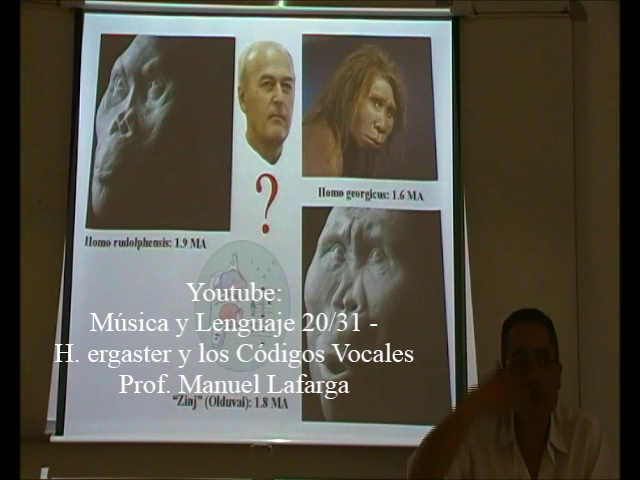 ?
Homo georgicus: 1.6 MA
Homo rudolphensis: 1.9 MA
Youtube:
Música y Lenguaje 20/31 -
H. ergaster y los Códigos Vocales
Prof. Manuel Lafarga
“Zinj” (Olduvai): 1.8 MA